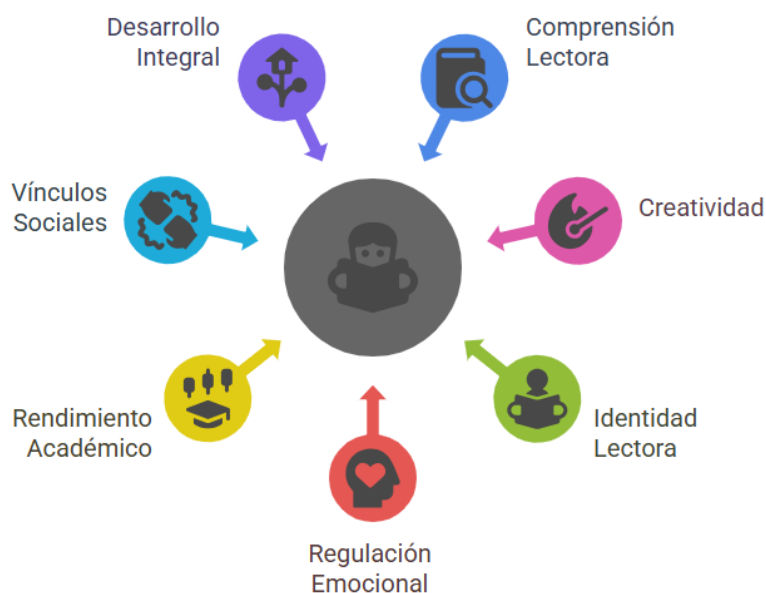 Desarrollo
Integral
Comprensión
Lectora
Vínculos
Sociales
Creatividad
Rendimiento
Académico
Identidad
Lectora
Regulación
Emocional